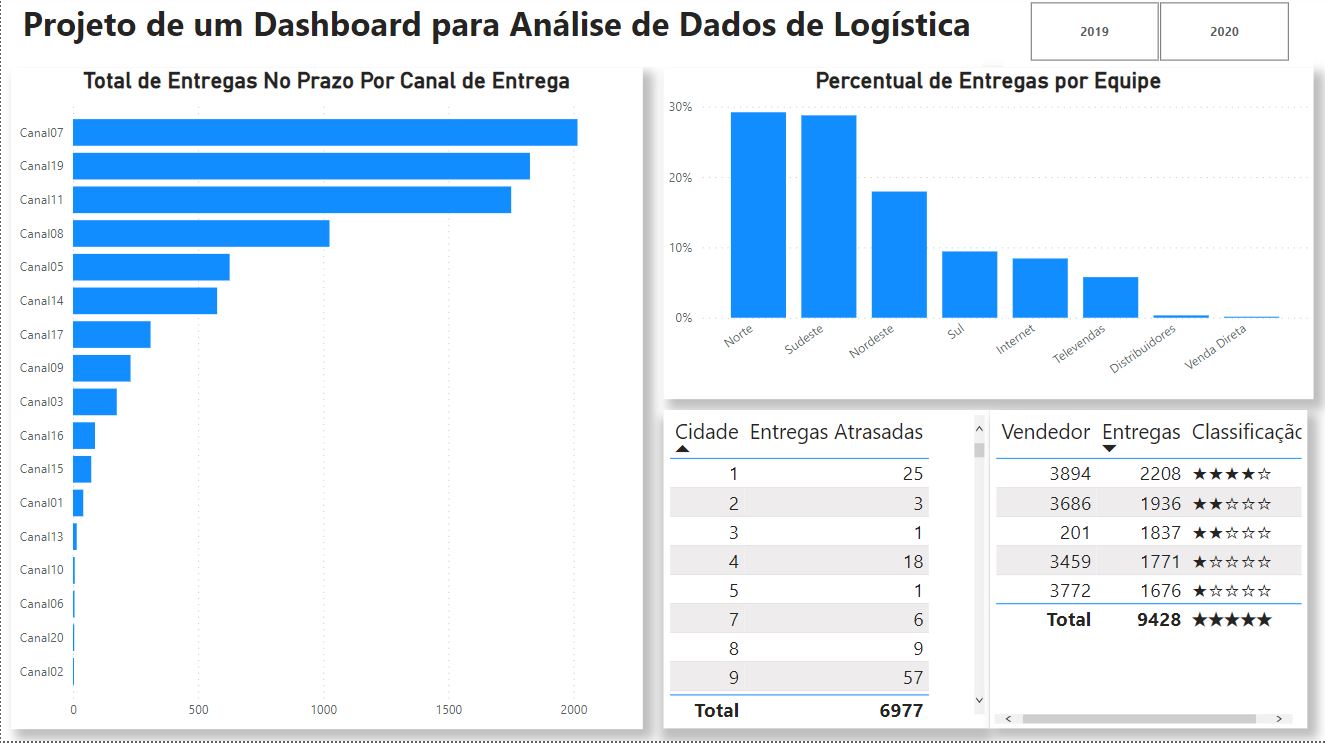 Projeto de um Dashboard para Análise de Dados de Logística
2019
2020
Total de Entregas No Prazo Por Canal de Entrega
Canal07
Canal19
Canal11
Canal08
Canal05
Canal14
Canal17
Canal09
Canal03
Canal16
Canal15
Canal01
Canal13
Canal10
Canal06
Canal20
Canal02
0 500 1000 1500 2000
Percentual de Entregas por Equipe
30%
20%
10%
0%
Norte Sudeste Nordeste Sul Internet Televendas Distribuidores Venda Direta
Cidade Entregas Atrasadas
1 25
2 3
3 1
4 18
5 1
7 6
8 9
9 57
Total 6977
Vendedor Entregas Classificação
3894 2208 ★★★★☆
3686 1936 ★★☆☆☆
201 1837 ★★☆☆☆
3459 1771 ★☆☆☆☆
3772 1676 ★☆☆☆☆
Total 9428 ★★★★★